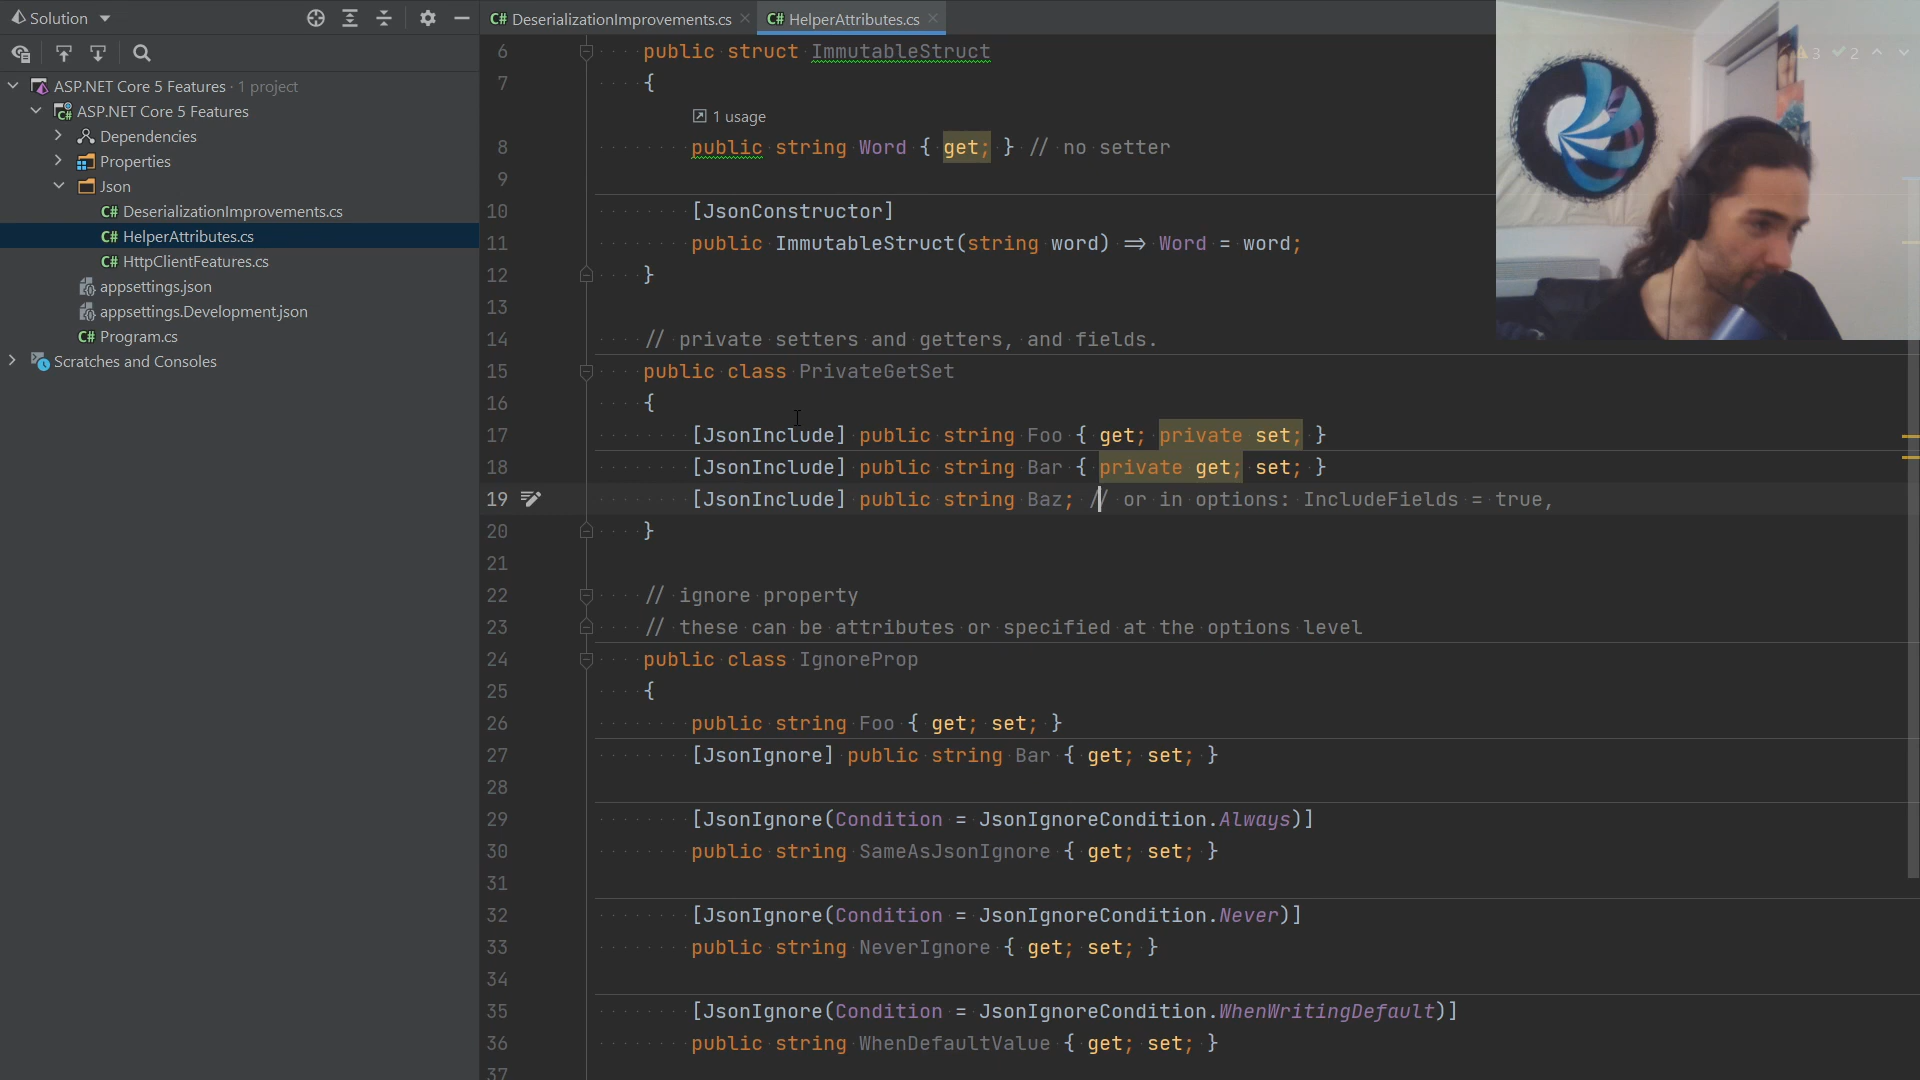 Solution
ASP.NET Core 5 Features · 1 project
ASP.NET Core 5 Features
Dependencies
Properties
Json
C# DeserializationImprovements.cs
C# HelperAttributes.cs
C# HttpClientFeatures.cs
appsettings.json
appsettings.Development.json
C# Program.cs
Scratches and Consoles
C# DeserializationImprovements.cs
C# HelperAttributes.cs
3 2
6 public struct ImmutableStruct
7 {
1 usage
8 public string Word { get; } // no setter
9
10 [JsonConstructor]
11 public ImmutableStruct(string word) => Word = word;
12 }
13
14 // private setters and getters, and fields.
15 public class PrivateGetSet
16 {
17 [JsonInclude] public string Foo { get; private set; }
18 [JsonInclude] public string Bar { private get; set; }
19 [JsonInclude] public string Baz; // or in options: IncludeFields = true,
20 }
21
22 // ignore property
23 // these can be attributes or specified at the options level
24 public class IgnoreProp
25 {
26 public string Foo { get; set; }
27 [JsonIgnore] public string Bar { get; set; }
28
29 [JsonIgnore(Condition = JsonIgnoreCondition.Always)]
30 public string SameAsJsonIgnore { get; set; }
31
32 [JsonIgnore(Condition = JsonIgnoreCondition.Never)]
33 public string NeverIgnore { get; set; }
34
35 [JsonIgnore(Condition = JsonIgnoreCondition.WhenWritingDefault)]
36 public string WhenDefaultValue { get; set; }
37